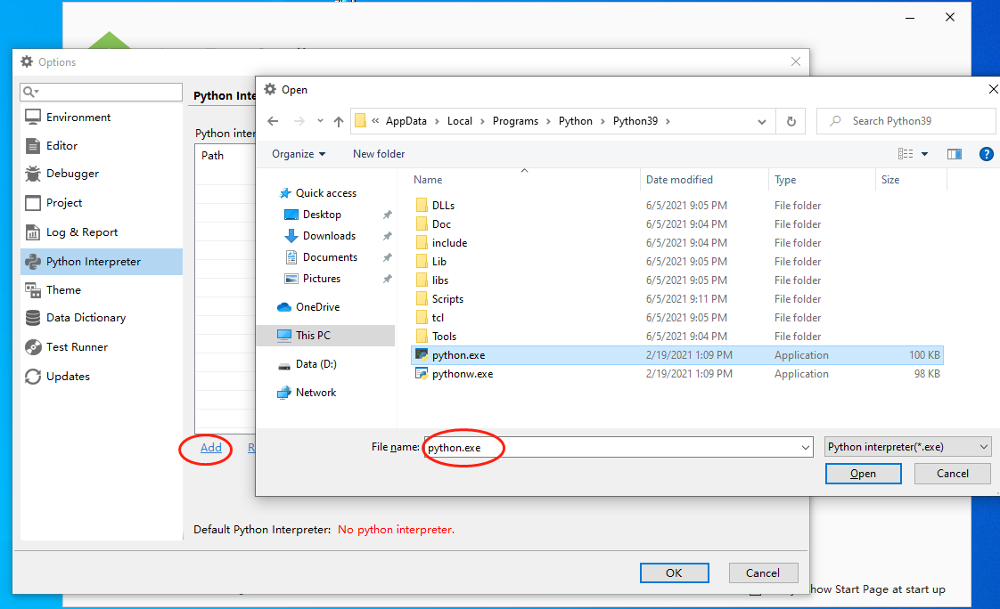 Options
Python Inte
Environment
Editor
Debugger
Project
Log & Report
Python Interpreter
Theme
Data Dictionary
Test Runner
Updates
Python inter
Path
Add
R
Open
« AppData › Local › Programs › Python › Python39 ›
Search Python39
Organize
New folder
Quick access
Desktop
Downloads
Documents
Pictures
OneDrive
This PC
Data (D:)
Network
Name Date modified Type Size
DLLs 6/5/2021 9:05 PM File folder
Doc 6/5/2021 9:04 PM File folder
include 6/5/2021 9:04 PM File folder
Lib 6/5/2021 9:05 PM File folder
libs 6/5/2021 9:05 PM File folder
Scripts 6/5/2021 9:11 PM File folder
tcl 6/5/2021 9:05 PM File folder
Tools 6/5/2021 9:04 PM File folder
python.exe 2/19/2021 1:09 PM Application 100 KB
pythonw.exe 2/19/2021 1:09 PM Application 98 KB
File name: python.exe
Python interpreter(*.exe)
Open Cancel
Default Python Interpreter: No python interpreter.
OK Cancel
how Start Page at start up